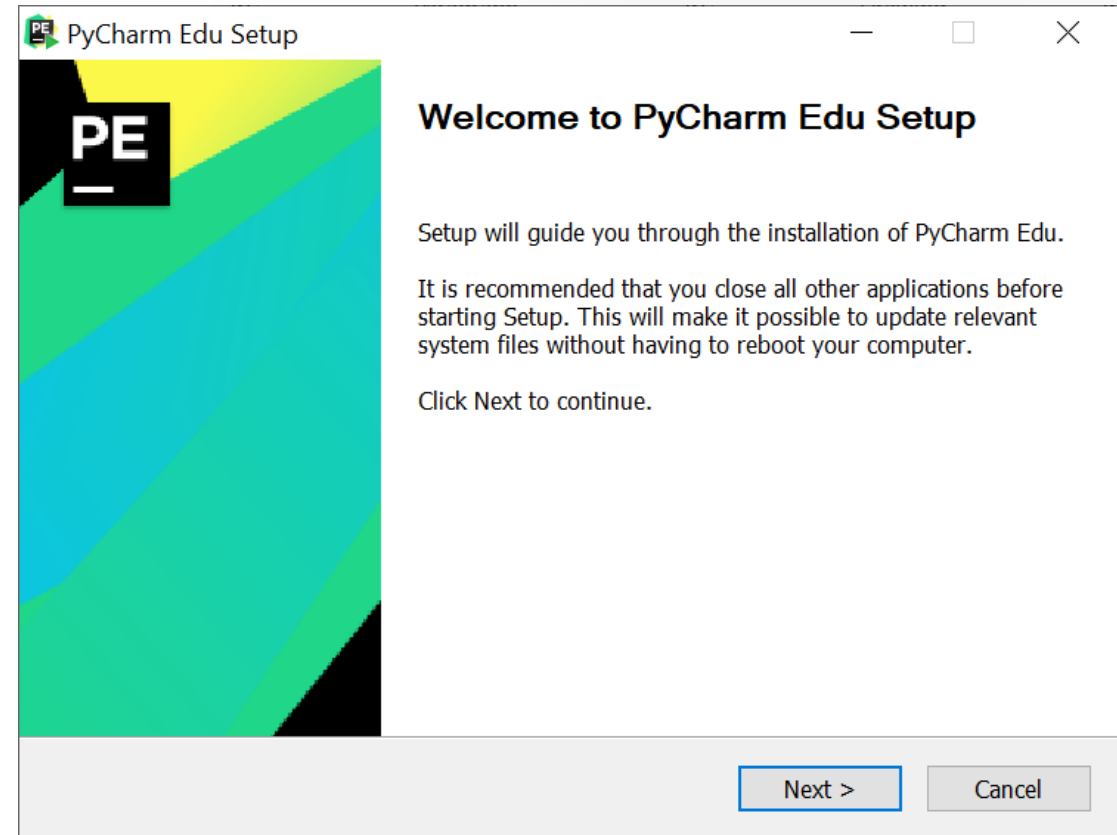 PyCharm Edu Setup
PE
Welcome to PyCharm Edu Setup
Setup will guide you through the installation of PyCharm Edu.
It is recommended that you close all other applications before
starting Setup. This will make it possible to update relevant
system files without having to reboot your computer.
Click Next to continue.
Next >
Cancel